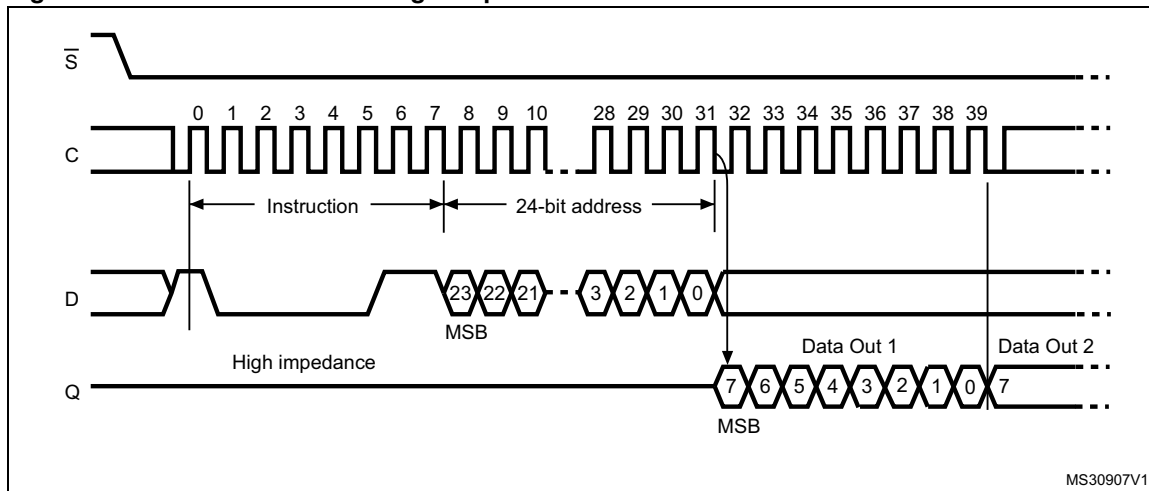 S
0 1 2 3 4 5 6 7 8 9 10 28 29 30 31 32 33 34 35 36 37 38 39
C
Instruction 24-bit address
D 23 22 21 3 2 1 0
MSB
High impedance Data Out 1 Data Out 2
Q 7 6 5 4 3 2 1 0 7
MSB
MS30907V1